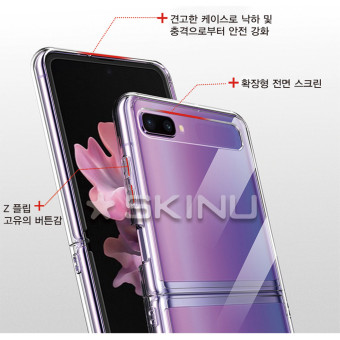 견고한 케이스로 낙하 및
충격으로부터 안전 강화
확장형 전면 스크린
Z 플립
고유의 버튼감
SKINU